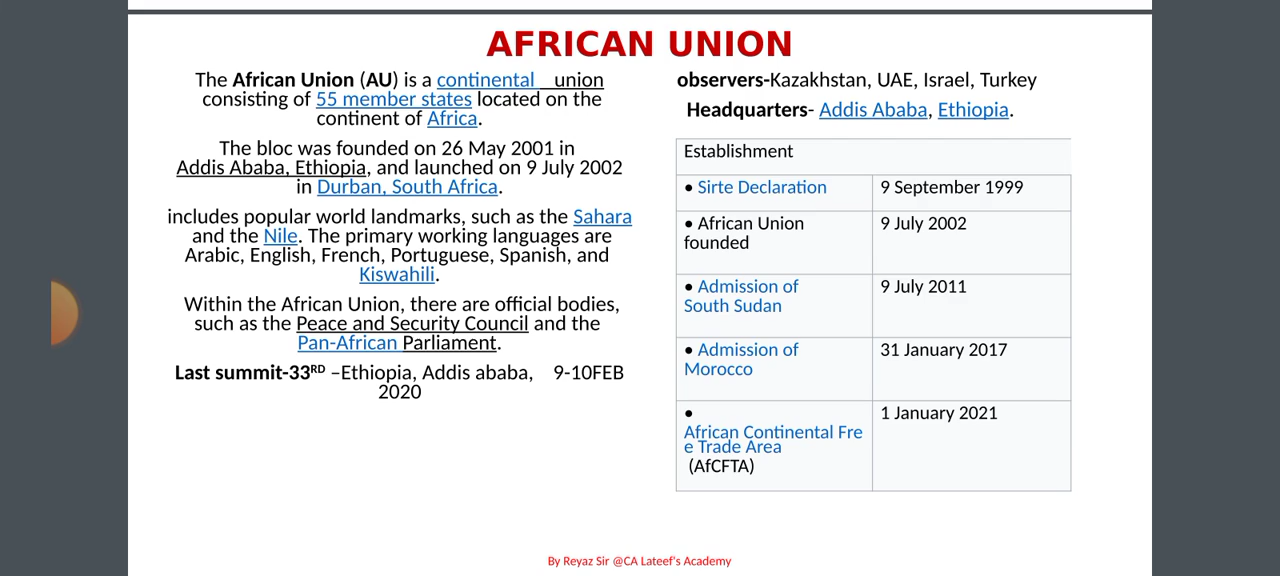 AFRICAN UNION
The African Union (AU) is a continental union
consisting of 55 member states located on the
continent of Africa.
The bloc was founded on 26 May 2001 in
Addis Ababa, Ethiopia, and launched on 9 July 2002
in Durban, South Africa.
includes popular world landmarks, such as the Sahara
and the Nile. The primary working languages are
Arabic, English, French, Portuguese, Spanish, and
Kiswahili.
Within the African Union, there are official bodies,
such as the Peace and Security Council and the
Pan-African Parliament.
Last summit-33RD –Ethiopia, Addis ababa, 9-10FEB
2020
observers-Kazakhstan, UAE, Israel, Turkey
Headquarters- Addis Ababa, Ethiopia.
Establishment
• Sirte Declaration 9 September 1999
• African Union 9 July 2002
founded
• Admission of 9 July 2011
South Sudan
• Admission of 31 January 2017
Morocco
• 1 January 2021
African Continental Fre
e Trade Area
(AfCFTA)
By Reyaz Sir @CA Lateef's Academy